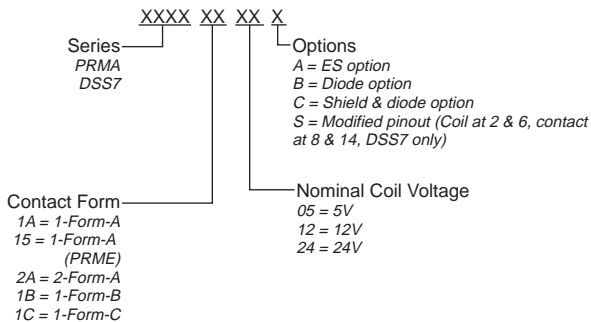 XXXX XX XX X
Series
PRMA
DSS7
Options
A = ES option
B = Diode option
C = Shield & diode option
S = Modified pinout (Coil at 2 & 6, contact
at 8 & 14, DSS7 only)
Contact Form
1A = 1-Form-A
15 = 1-Form-A
(PRME)
2A = 2-Form-A
1B = 1-Form-B
1C = 1-Form-C
Nominal Coil Voltage
05 = 5V
12 = 12V
24 = 24V